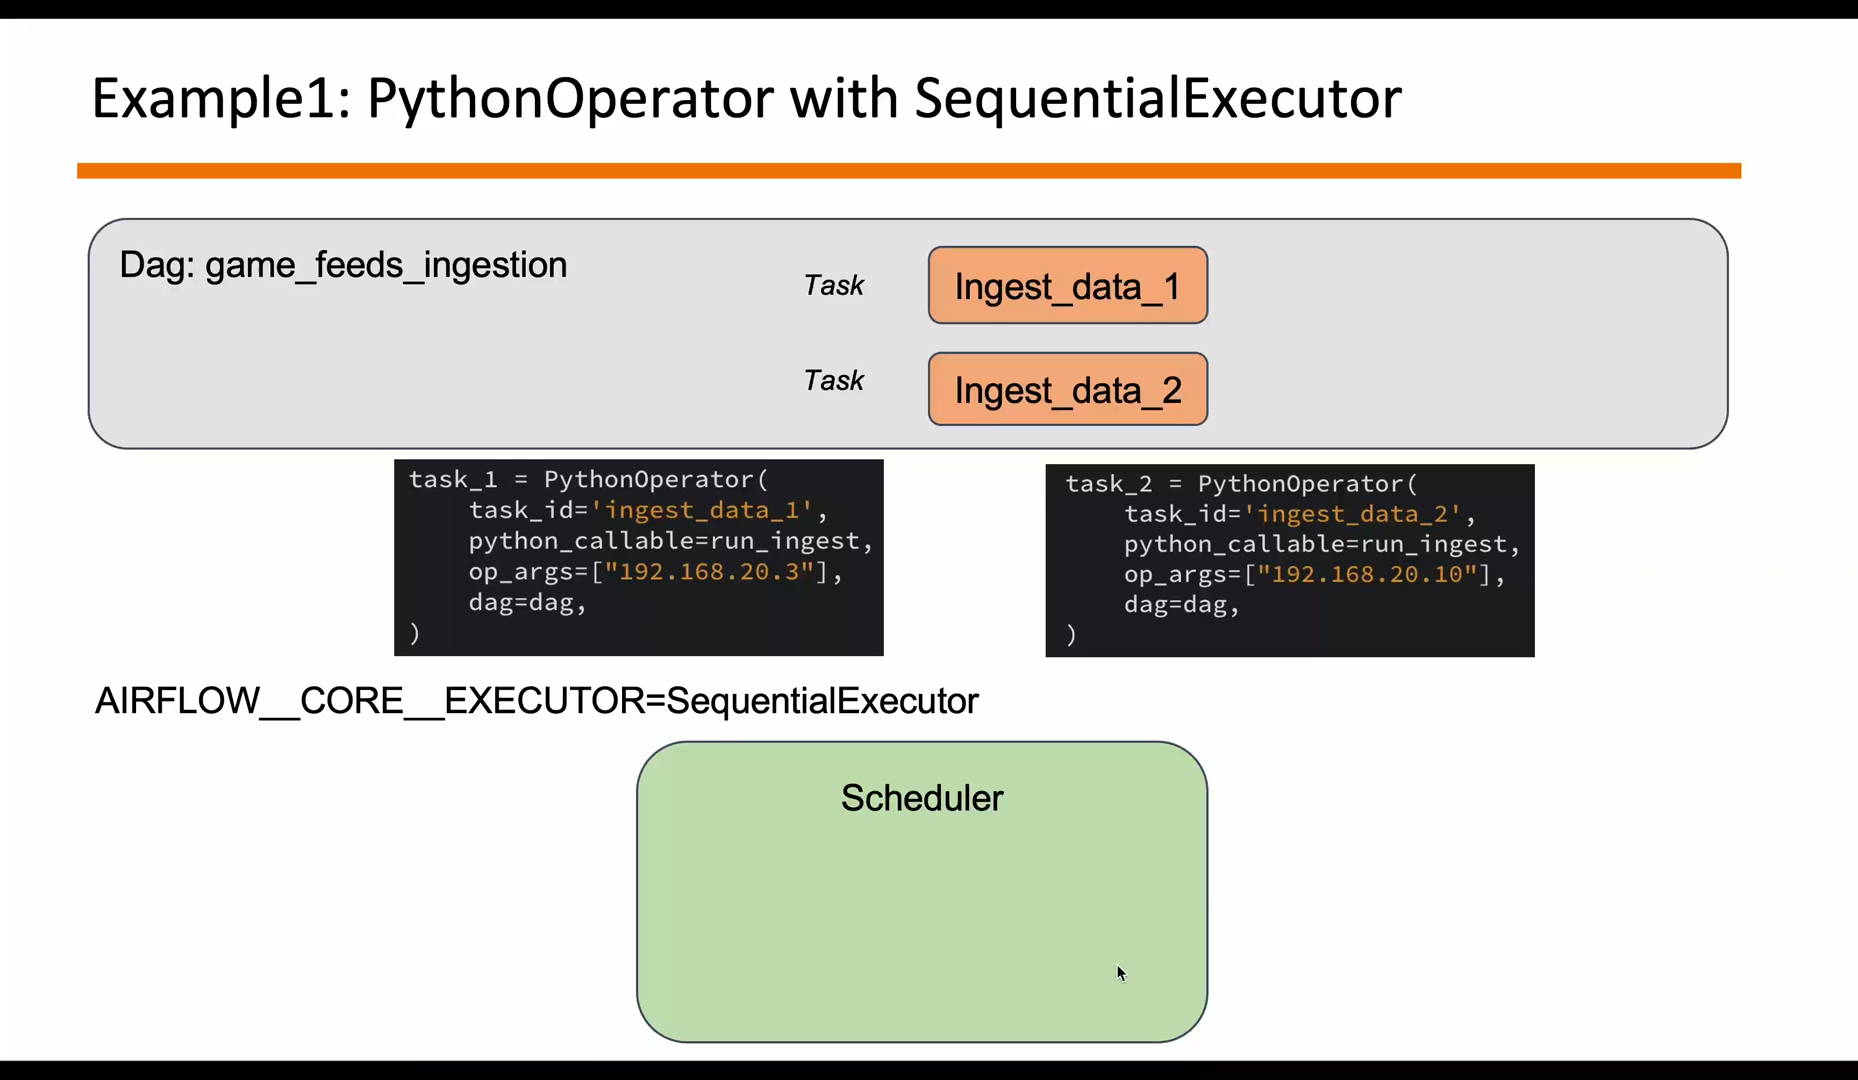 Example1: PythonOperator with SequentialExecutor
Dag: game_feeds_ingestion
Task
Ingest_data_1
Task
Ingest_data_2
task_1 = PythonOperator(
    task_id='ingest_data_1',
    python_callable=run_ingest,
    op_args=["192.168.20.3"],
    dag=dag,
)
task_2 = PythonOperator(
    task_id='ingest_data_2',
    python_callable=run_ingest,
    op_args=["192.168.20.10"],
    dag=dag,
)
AIRFLOW__CORE__EXECUTOR=SequentialExecutor
Scheduler